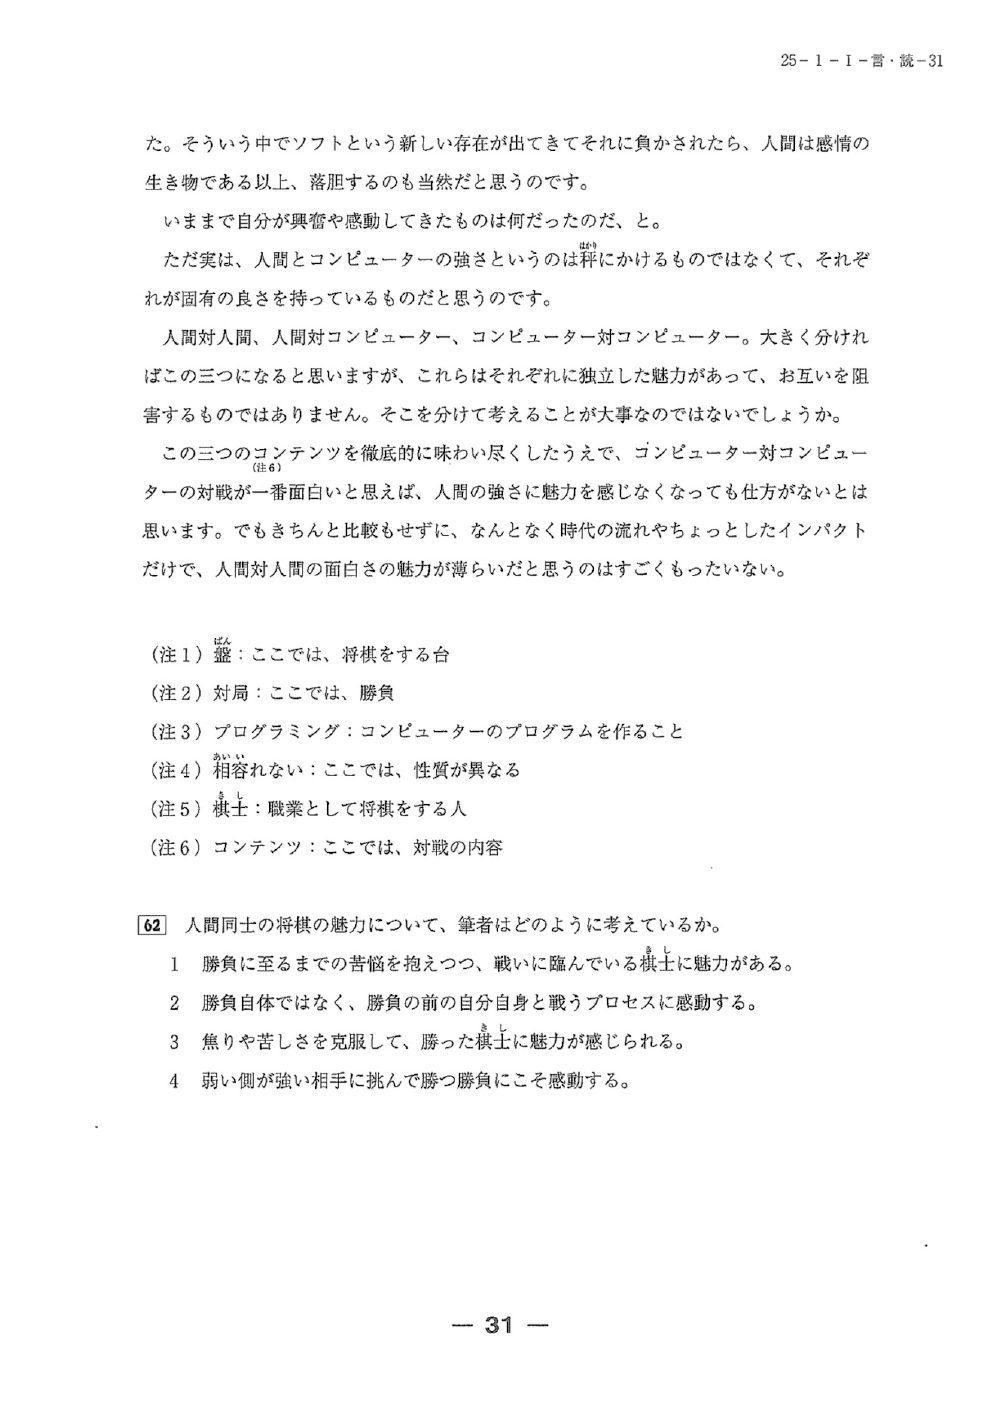 25－1－Ⅰ－言・読－31
た。そういう中でソフトという新しい存在が出てきてそれに負かされたら、人間は感情の
生き物である以上、落胆するのも当然だと思うのです。
いままで自分が興奮や感動してきたものは何だったのだ、と。
はかり
ただ実は、人間とコンピューターの強さというのは秤にかけるものではなくて、それぞ
れが固有の良さを持っているものだと思うのです。
人間対人間、人間対コンピューター、コンピューター対コンピューター。大きく分けれ
ばこの三つになると思いますが、これらはそれぞれに独立した魅力があって、お互いを阻
害するものではありません。そこを分けて考えることが大事なのではないでしょうか。
この三つのコンテンツを徹底的に味わい尽くしたうえで、コンピューター対コンピュー
（注6）
ターの対戦が一番面白いと思えば、人間の強さに魅力を感じなくなっても仕方がないとは
思います。でもきちんと比較もせずに、なんとなく時代の流れやちょっとしたインパクト
だけで、人間対人間の面白さの魅力が薄らいだと思うのはすごくもったいない。
ばん
（注1）盤：ここでは、将棋をする台
（注2）対局：ここでは、勝負
（注3）プログラミング：コンピューターのプログラムを作ること
あい い
（注4）相容れない：ここでは、性質が異なる
き し
（注5）棋士：職業として将棋をする人
（注6）コンテンツ：ここでは、対戦の内容
62 人間同士の将棋の魅力について、筆者はどのように考えているか。
き し
1 勝負に至るまでの苦悩を抱えつつ、戦いに臨んでいる棋士に魅力がある。
2 勝負自体ではなく、勝負の前の自分自身と戦うプロセスに感動する。
き し
3 焦りや苦しさを克服して、勝った棋士に魅力が感じられる。
4 弱い側が強い相手に挑んで勝つ勝負にこそ感動する。
— 31 —